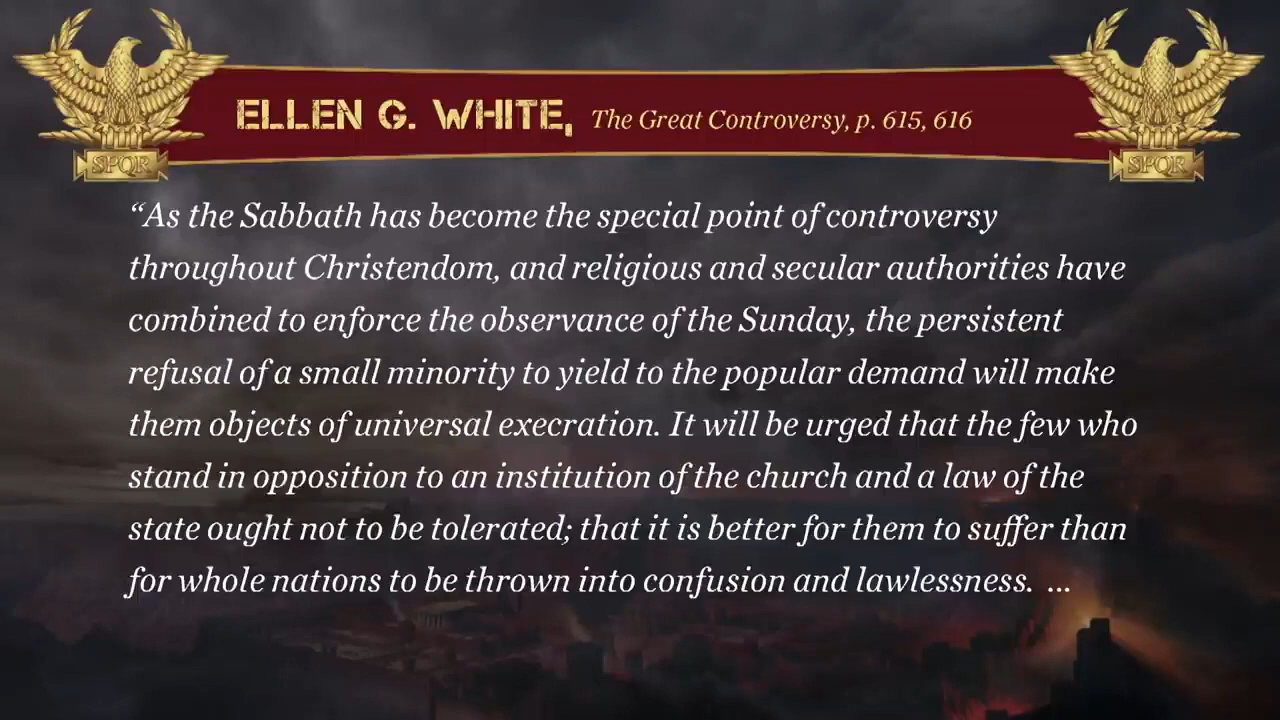 ELLEN G. WHITE, The Great Controversy, p. 615, 616
SPQR SPQR
“As the Sabbath has become the special point of controversy
throughout Christendom, and religious and secular authorities have
combined to enforce the observance of the Sunday, the persistent
refusal of a small minority to yield to the popular demand will make
them objects of universal execration. It will be urged that the few who
stand in opposition to an institution of the church and a law of the
state ought not to be tolerated; that it is better for them to suffer than
for whole nations to be thrown into confusion and lawlessness. ...